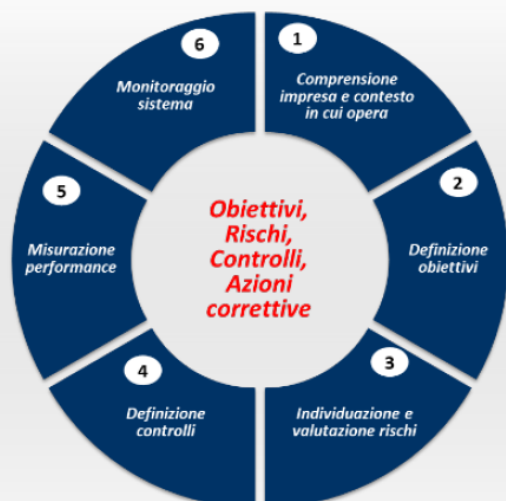 1
Comprensione
impresa e contesto
in cui opera
2
Definizione
obiettivi
3
Individuazione e
valutazione rischi
4
Definizione
controlli
5
Misurazione
performance
6
Monitoraggio
sistema
Obiettivi,
Rischi,
Controlli,
Azioni
correttive